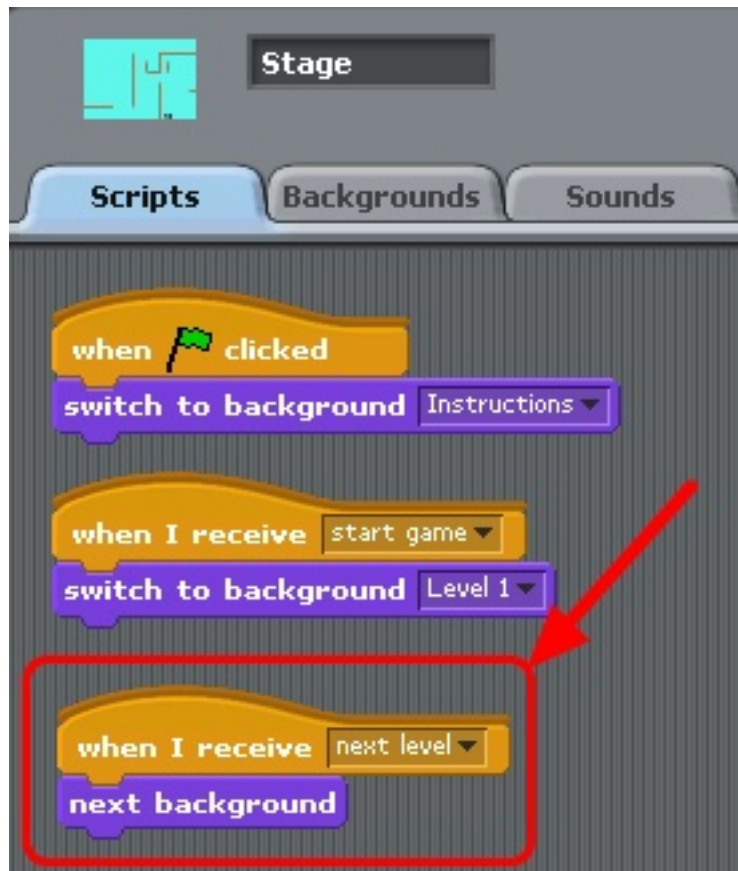 Stage
Scripts Backgrounds Sounds
when clicked
switch to background Instructions
when I receive start game
switch to background Level 1
when I receive next level
next background